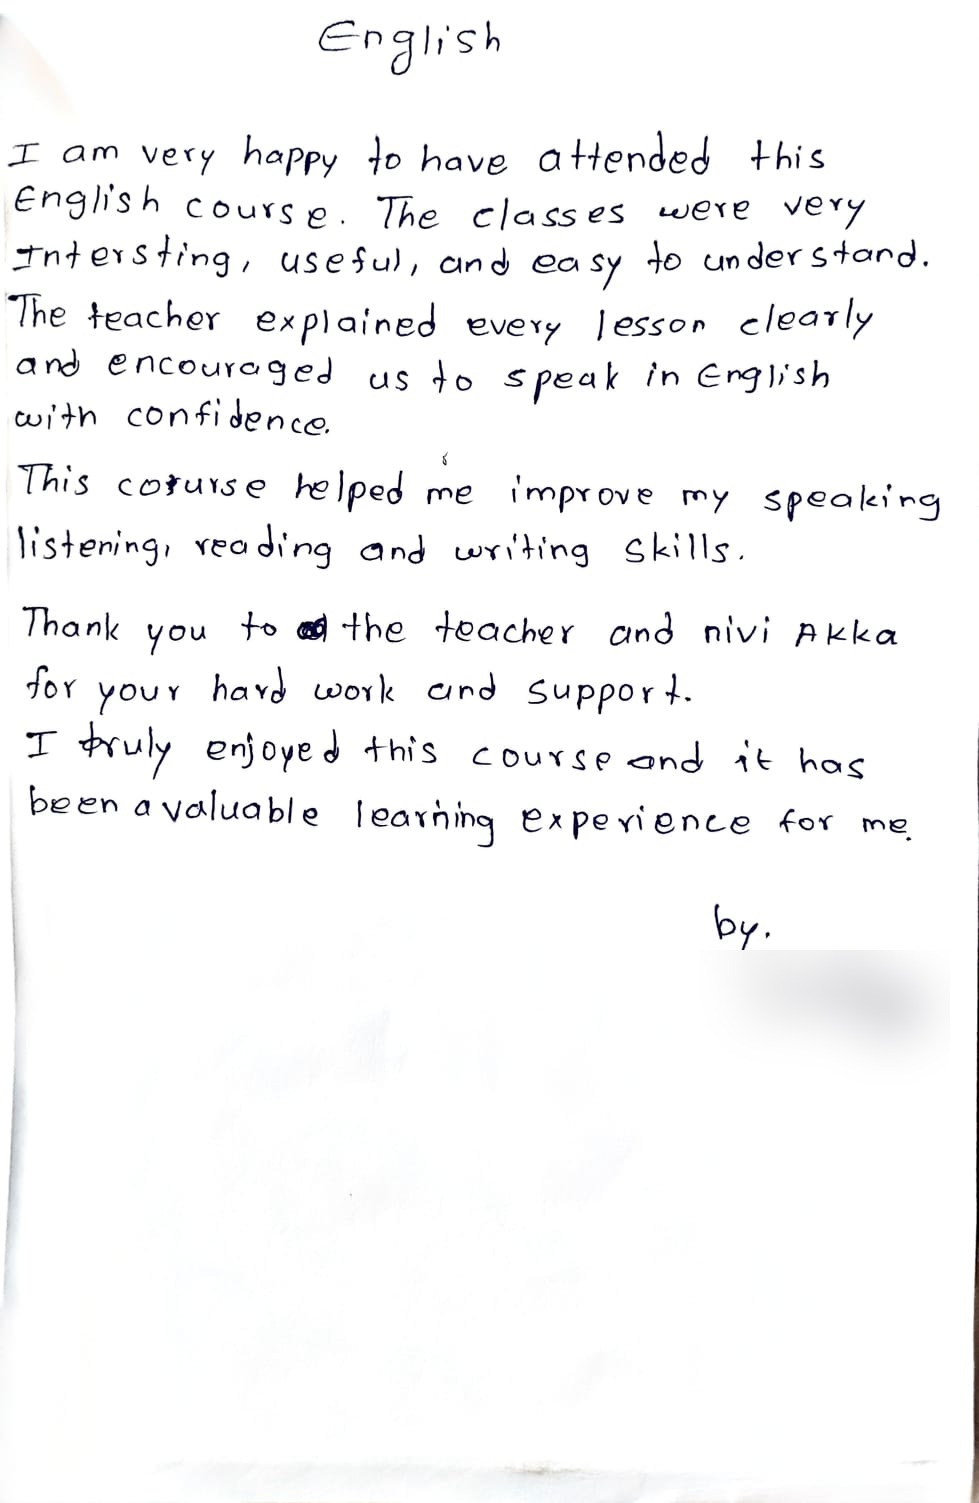 English
I am very happy to have attended this
English course. The classes were very
Intersting, useful, and easy to understand.
The teacher explained every lesson clearly
and encouraged us to speak in English
with confidence.
This coturse helped me improve my speaking
listening, reading and writing skills.
Thank you to the teacher and nivi Akka
for your hard work and support.
I truly enjoyed this course and it has
been a valuable learning experience for me.
by.